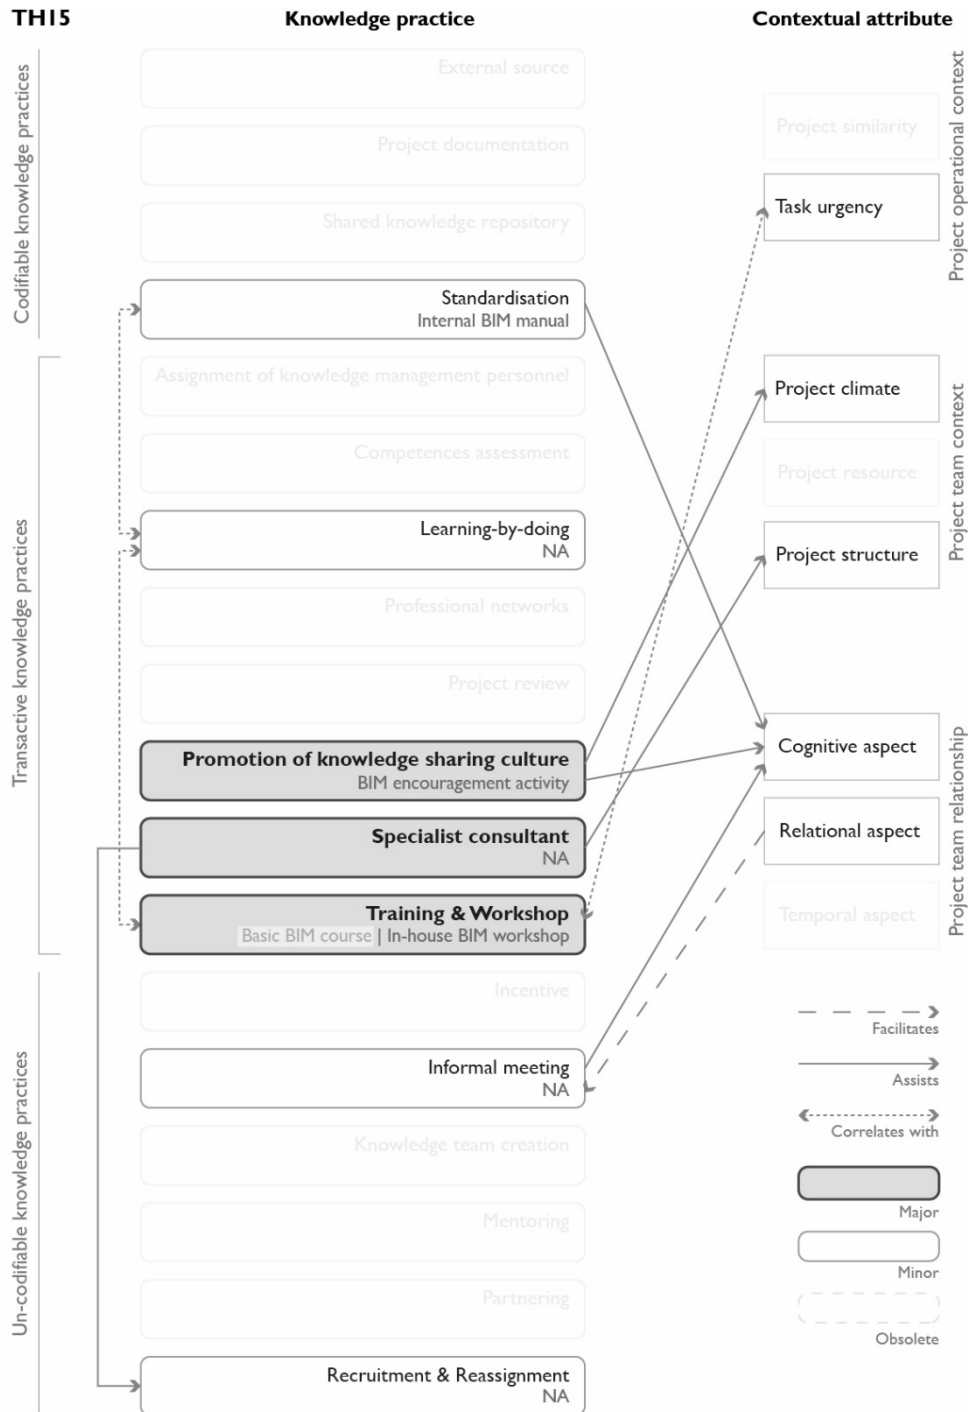 TH15
Knowledge practice
Contextual attribute
Codifiable knowledge practices
External source
Project documentation
Shared knowledge repository
Standardisation
Internal BIM manual
Transactive knowledge practices
Assignment of knowledge management personnel
Competences assessment
Learning-by-doing
NA
Professional networks
Project review
Promotion of knowledge sharing culture
BIM encouragement activity
Specialist consultant
NA
Training & Workshop
Basic BIM course | In-house BIM workshop
Un-codifiable knowledge practices
Incentive
Informal meeting
NA
Knowledge team creation
Mentoring
Partnering
Recruitment & Reassignment
NA
Project operational context
Project similarity
Task urgency
Project team context
Project climate
Project resource
Project structure
Project team relationship
Cognitive aspect
Relational aspect
Temporal aspect
Facilitates
Assists
Correlates with
Major
Minor
Obsolete